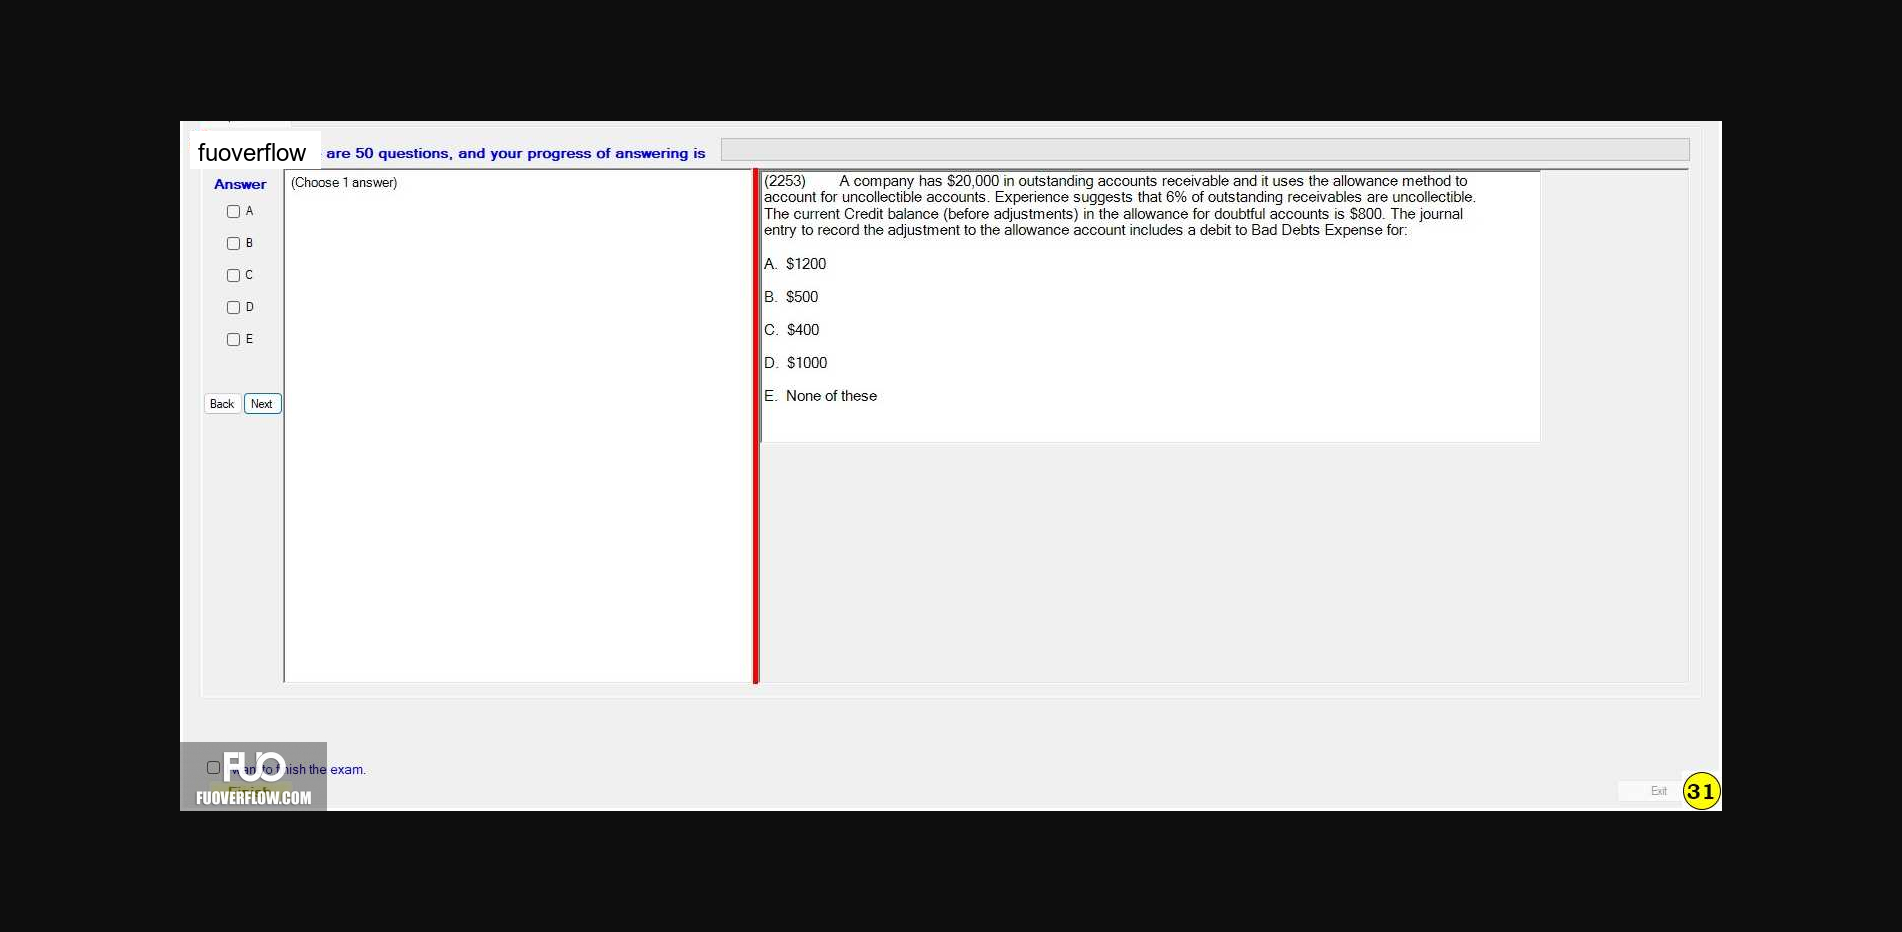 fuoverflow are 50 questions, and your progress of answering is
Answer
(Choose 1 answer)
A
B
C
D
E
Back Next
(2253) A company has $20,000 in outstanding accounts receivable and it uses the allowance method to
account for uncollectible accounts. Experience suggests that 6% of outstanding receivables are uncollectible.
The current Credit balance (before adjustments) in the allowance for doubtful accounts is $800. The journal
entry to record the adjustment to the allowance account includes a debit to Bad Debts Expense for:
A. $1200
B. $500
C. $400
D. $1000
E. None of these
FUO
want to finish the exam.
Finish
FUOVERFLOW.COM
Exit
31